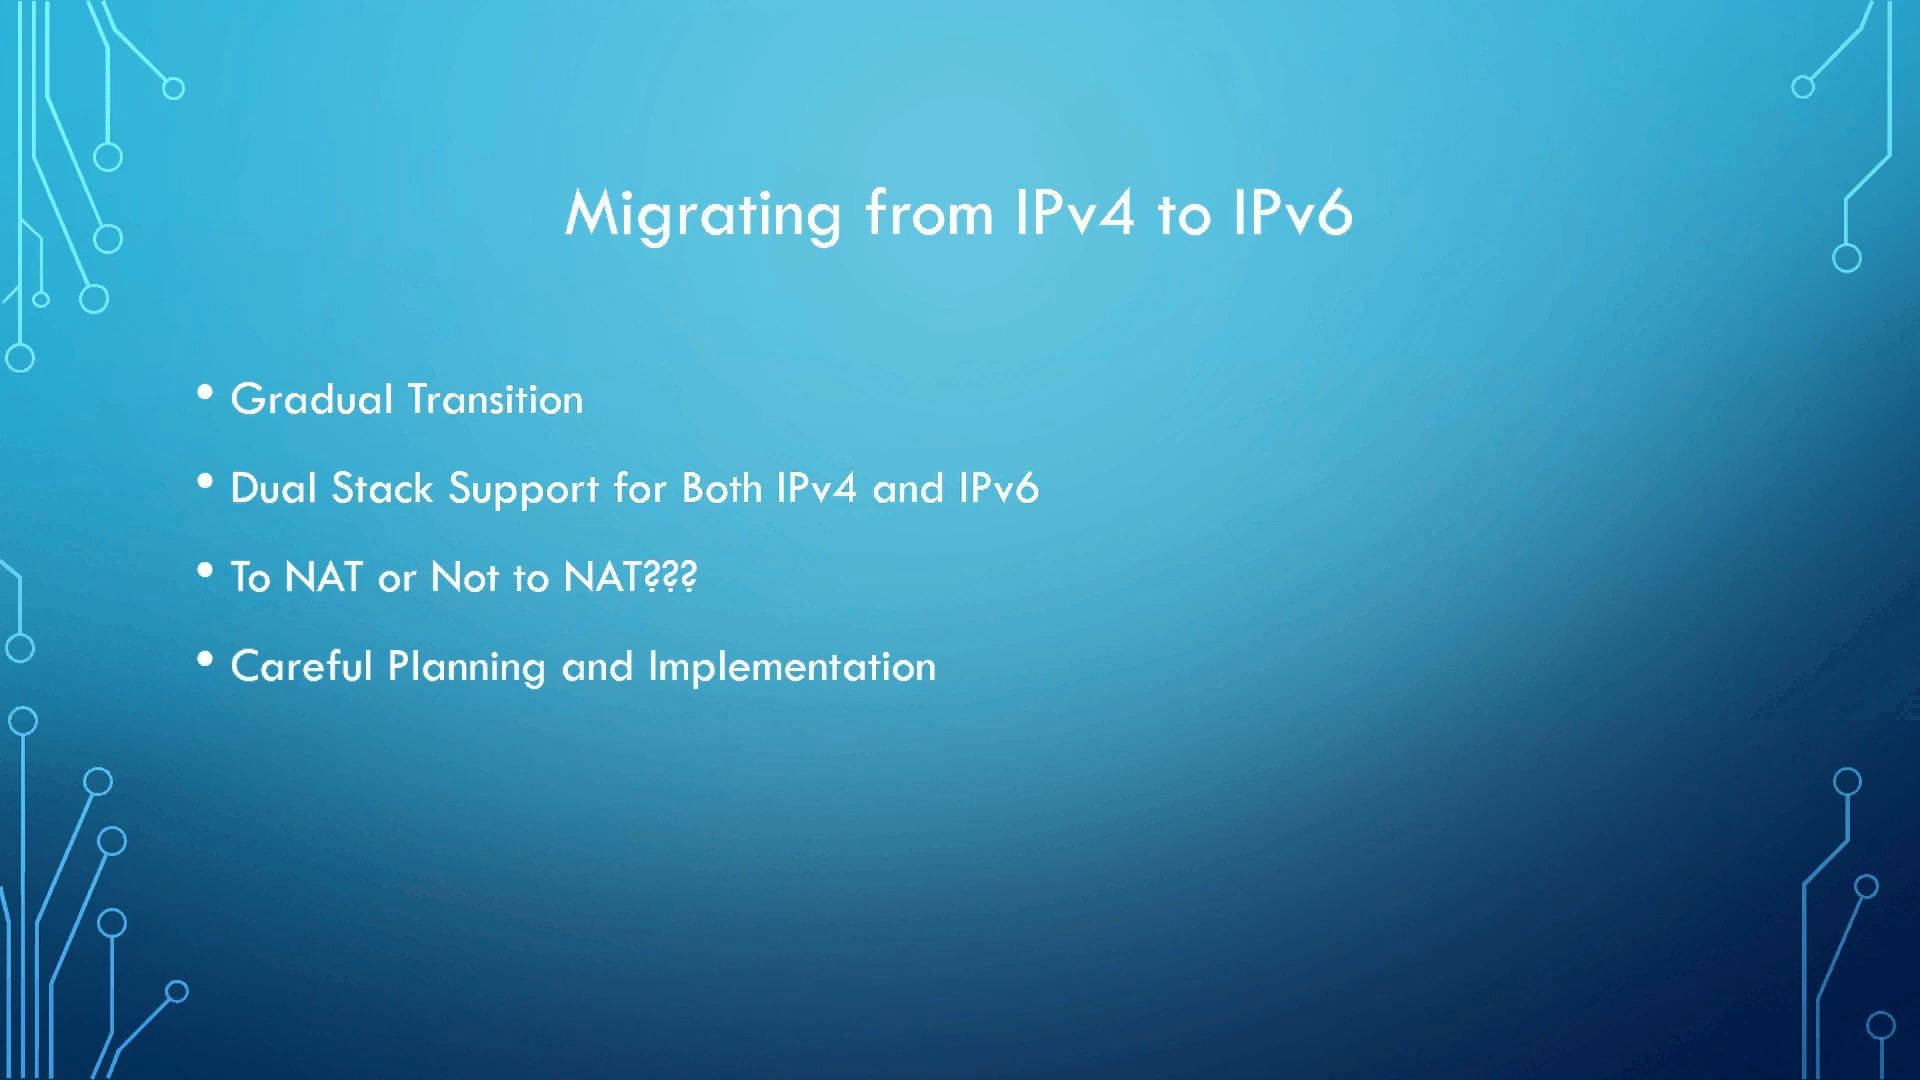 Migrating from IPv4 to IPv6
• Gradual Transition
• Dual Stack Support for Both IPv4 and IPv6
• To NAT or Not to NAT???
• Careful Planning and Implementation